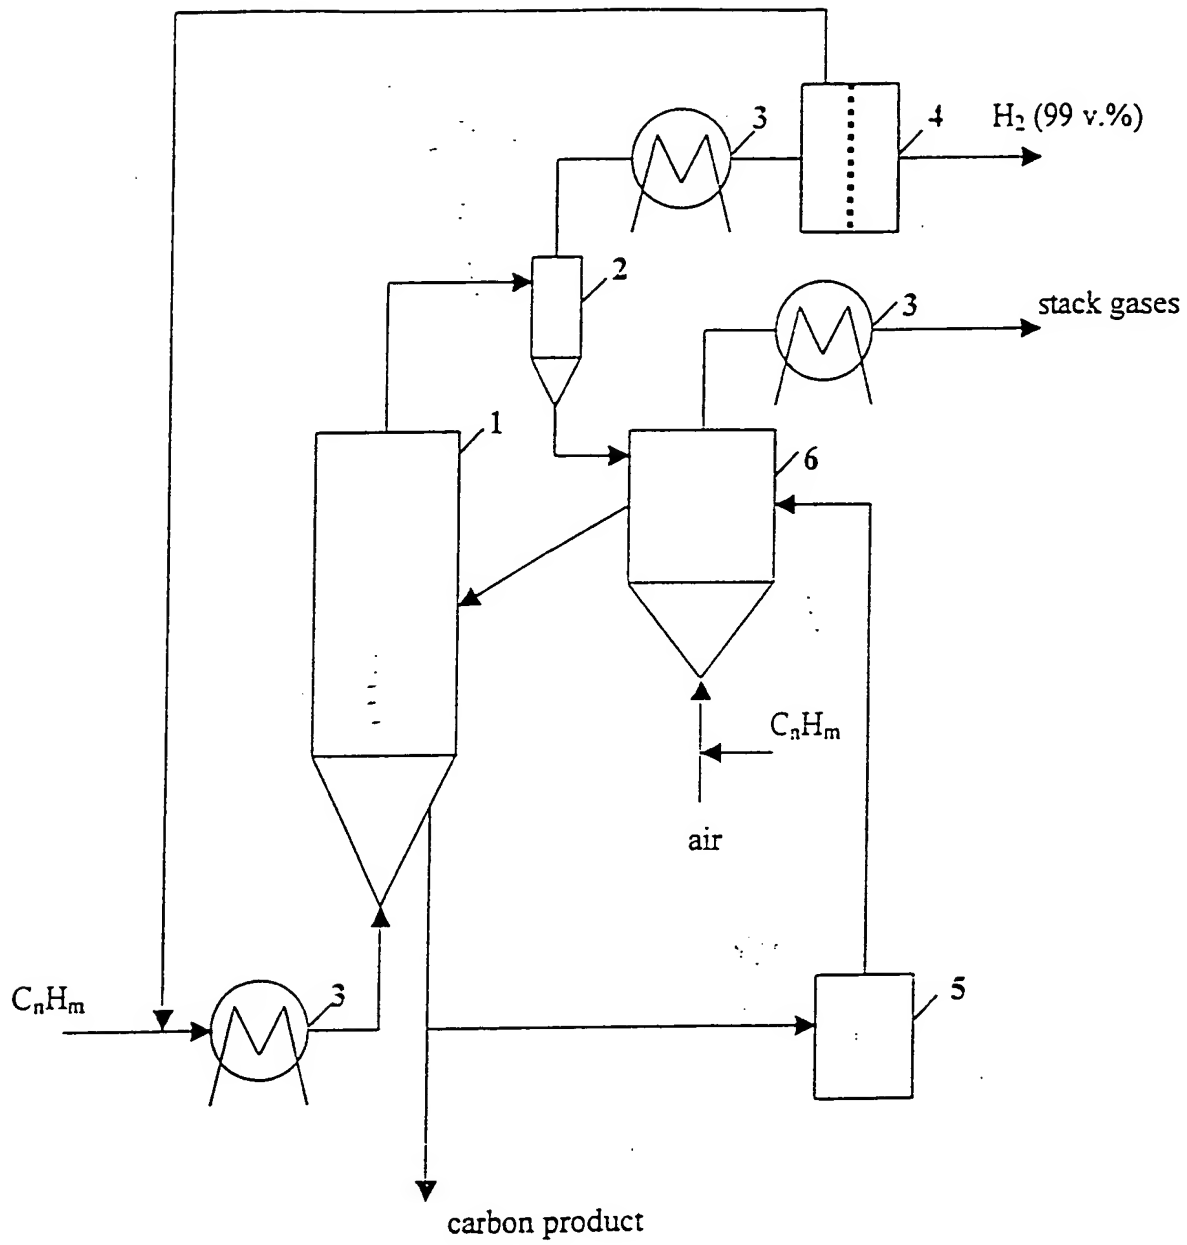 3
4
H₂ (99 v.%)
2
3
stack gases
1
6
CₙHₘ
air
CₙHₘ
3
5
carbon product